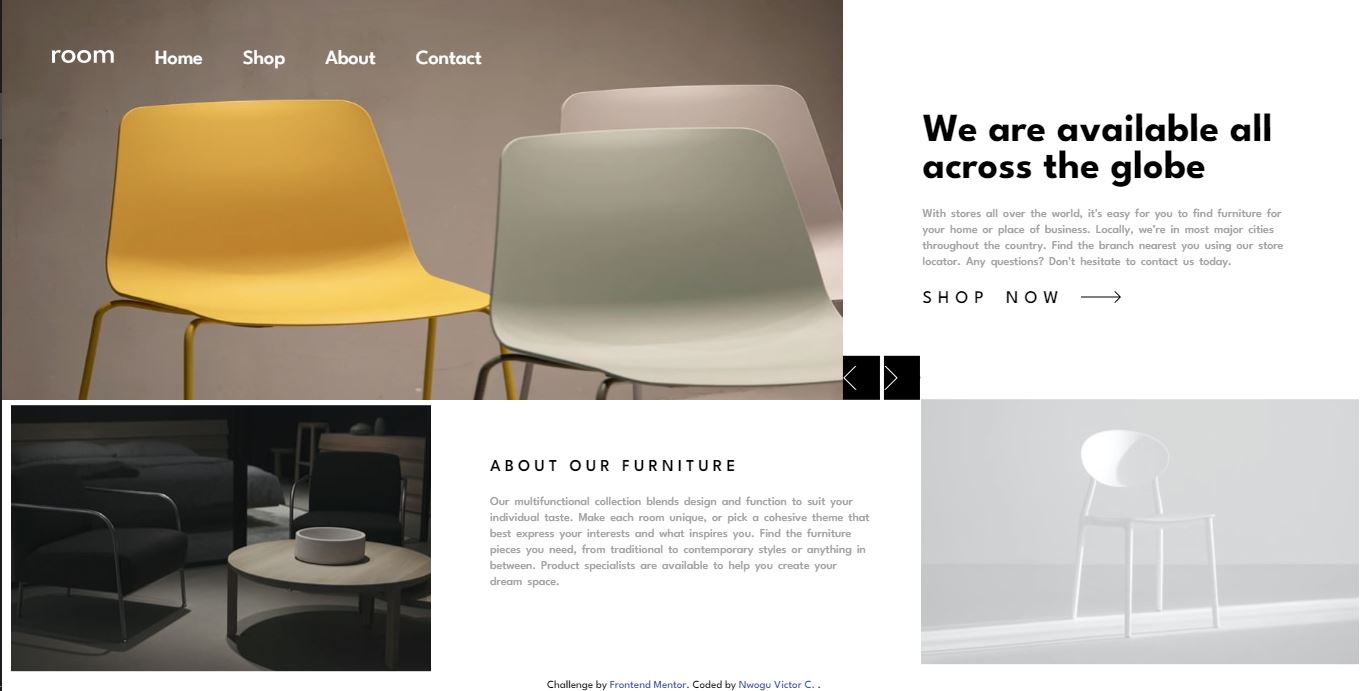 room Home Shop About Contact
We are available all
across the globe
With stores all over the world, it's easy for you to find furniture for
your home or place of business. Locally, we're in most major cities
throughout the country. Find the branch nearest you using our store
locator. Any questions? Don't hesitate to contact us today.
SHOP NOW
ABOUT OUR FURNITURE
Our multifunctional collection blends design and function to suit your
individual taste. Make each room unique, or pick a cohesive theme that
best express your interests and what inspires you. Find the furniture
pieces you need, from traditional to contemporary styles or anything in
between. Product specialists are available to help you create your
dream space.
Challenge by Frontend Mentor. Coded by Nwogu Victor C. .